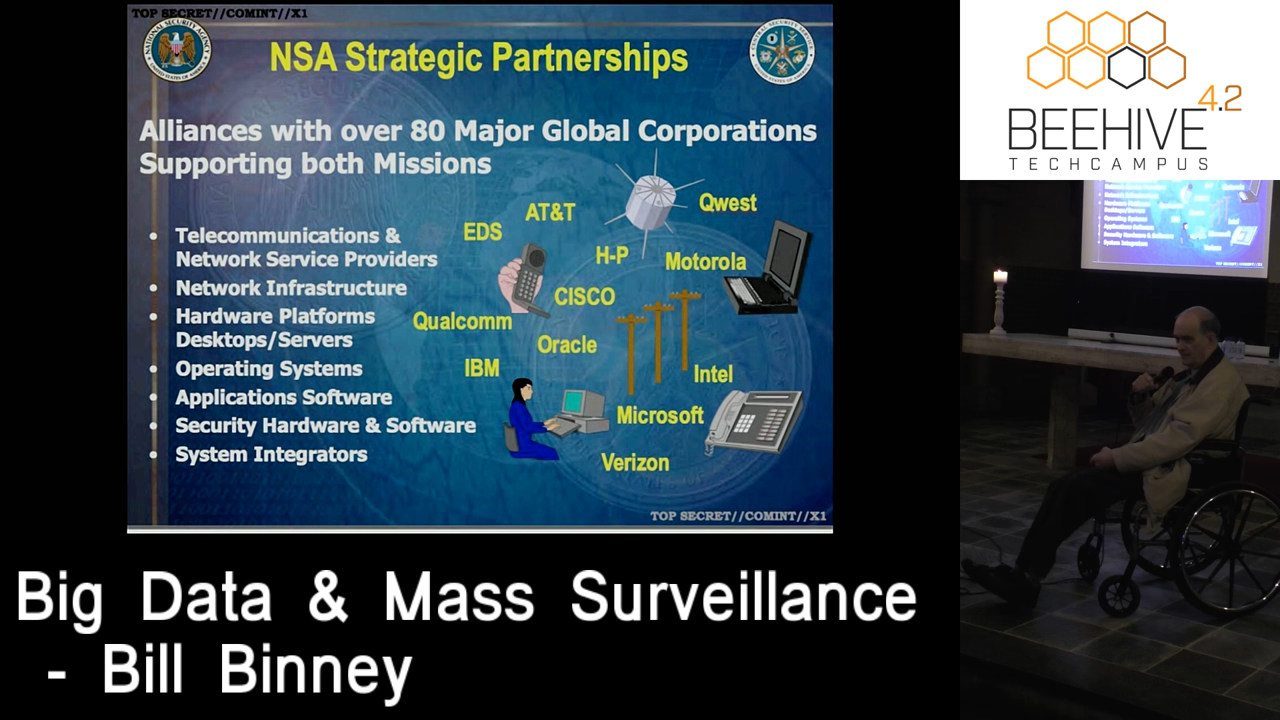 TOP SECRET//COMINT//X1
NSA Strategic Partnerships
Alliances with over 80 Major Global Corporations
Supporting both Missions
• Telecommunications &
Network Service Providers
• Network Infrastructure
• Hardware Platforms
Desktops/Servers
• Operating Systems
• Applications Software
• Security Hardware & Software
• System Integrators
AT&T
Qwest
EDS
H-P
Motorola
CISCO
Qualcomm
Oracle
IBM
Intel
Microsoft
Verizon
TOP SECRET//COMINT//X1
BEEHIVE 4.2
TECHCAMPUS
Big Data & Mass Surveillance
- Bill Binney